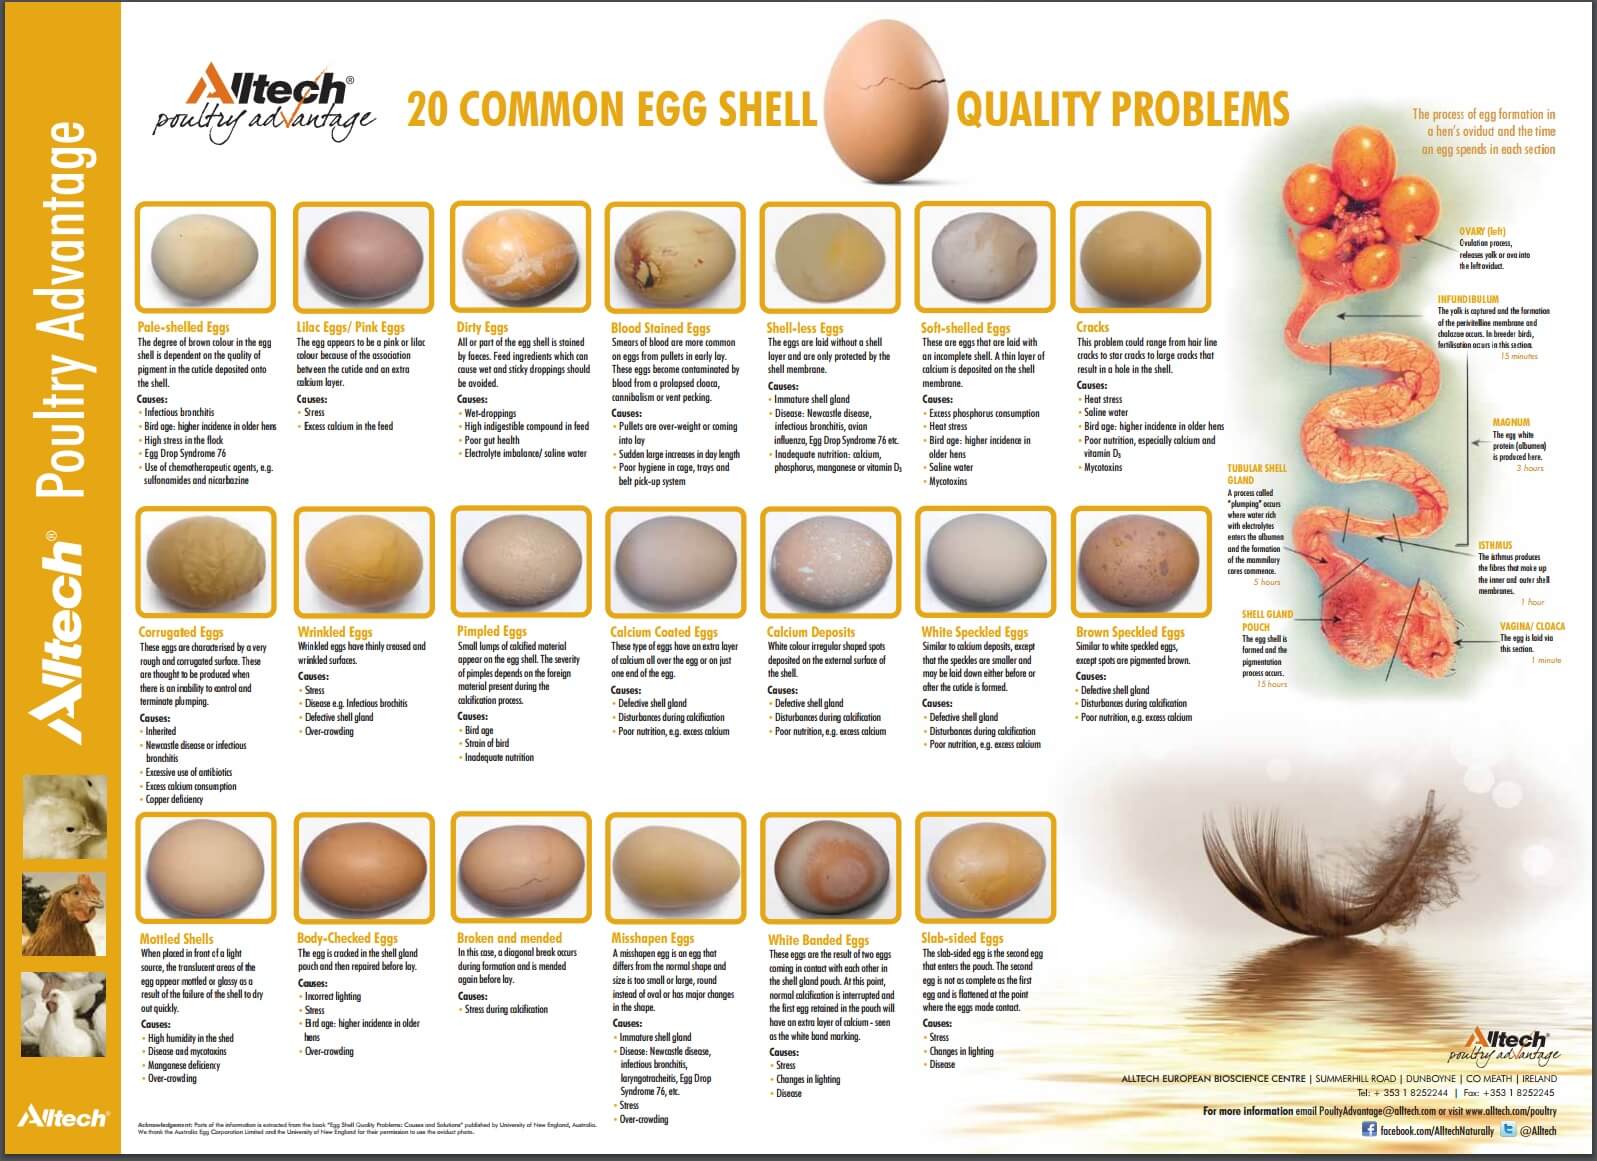 Alltech®
poultry advantage
20 COMMON EGG SHELL QUALITY PROBLEMS
Alltech® Poultry Advantage
Alltech®
The process of egg formation in
a hen's oviduct and the time
an egg spends in each section
OVARY (left)
Ovulation process,
releases yolk or ova into
the left oviduct.
INFUNDIBULUM
The yolk is captured and the formation
of the perivitelline membrane and
chalazae occurs. In breeder birds,
fertilisation occurs in this section.
15 minutes
MAGNUM
The egg white
protein (albumen)
is produced here.
3 hours
TUBULAR SHELL
GLAND
A process called
"plumping" occurs
where water rich
with electrolytes
enters the albumen
and the formation
of the mammilary
cores commence.
5 hours
ISTHMUS
The isthmus produces
the fibres that make up
the inner and outer shell
membranes.
1 hour
SHELL GLAND
POUCH
The egg shell is
formed and the
pigmentation
process occurs.
15 hours
VAGINA/ CLOACA
The egg is laid via
this section.
1 minute
Pale-shelled Eggs
The degree of brown colour in the egg
shell is dependent on the quality of
pigment in the cuticle deposited onto
the shell.
Causes:
• Infectious bronchitis
• Bird age: higher incidence in older hens
• High stress in the flock
• Egg Drop Syndrome 76
• Use of chemotherapeutic agents, e.g.
sulfonamides and nicarbazine
Lilac Eggs/ Pink Eggs
The egg appears to be a pink or lilac
colour because of the association
between the cuticle and an extra
calcium layer.
Causes:
• Stress
• Excess calcium in the feed
Dirty Eggs
All or part of the egg shell is stained
by faeces. Feed ingredients which can
cause wet and sticky droppings should
be avoided.
Causes:
• Wet-droppings
• High indigestible compound in feed
• Poor gut health
• Electrolyte imbalance/ saline water
Blood Stained Eggs
Smears of blood are more common
on eggs from pullets in early lay.
These eggs become contaminated by
blood from a prolapsed cloaca,
cannibalism or vent pecking.
Causes:
• Pullets are over-weight or coming
into lay
• Sudden large increases in day length
• Poor hygiene in cage, trays and
belt pick-up system
Shell-less Eggs
The eggs are laid without a shell
layer and are only protected by the
shell membrane.
Causes:
• Immature shell gland
• Disease: Newcastle disease,
infectious bronchitis, avian
influenza, Egg Drop Syndrome 76 etc.
• Inadequate nutrition: calcium,
phosphorus, manganese or vitamin D₃
Soft-shelled Eggs
These are eggs that are laid with
an incomplete shell. A thin layer of
calcium is deposited on the shell
membrane.
Causes:
• Excess phosphorus consumption
• Heat stress
• Bird age: higher incidence in
older hens
• Saline water
• Mycotoxins
Cracks
This problem could range from hair line
cracks to star cracks to large cracks that
result in a hole in the shell.
Causes:
• Heat stress
• Saline water
• Bird age: higher incidence in older hens
• Poor nutrition, especially calcium and
vitamin D₃
• Mycotoxins
Corrugated Eggs
These eggs are characterised by a very
rough and corrugated surface. These
are thought to be produced when
there is an inability to control and
terminate plumping.
Causes:
• Inherited
• Newcastle disease or infectious
bronchitis
• Excessive use of antibiotics
• Excess calcium consumption
• Copper deficiency
Wrinkled Eggs
Wrinkled eggs have thinly creased and
wrinkled surfaces.
Causes:
• Stress
• Disease e.g. Infectious brochitis
• Defective shell gland
• Over-crowding
Pimpled Eggs
Small lumps of calcified material
appear on the egg shell. The severity
of pimples depends on the foreign
material present during the
calcification process.
Causes:
• Bird age
• Strain of bird
• Inadequate nutrition
Calcium Coated Eggs
These type of eggs have an extra layer
of calcium all over the egg or on just
one end of the egg.
Causes:
• Defective shell gland
• Disturbances during calcification
• Poor nutrition, e.g. excess calcium
Calcium Deposits
White colour irregular shaped spots
deposited on the external surface of
the shell.
Causes:
• Defective shell gland
• Disturbances during calcification
• Poor nutrition, e.g. excess calcium
White Speckled Eggs
Similar to calcium deposits, except
that the speckles are smaller and
may be laid down either before or
after the cuticle is formed.
Causes:
• Defective shell gland
• Disturbances during calcification
• Poor nutrition, e.g. excess calcium
Brown Speckled Eggs
Similar to white speckled eggs,
except spots are pigmented brown.
• Defective shell gland
• Disturbances during calcification
• Poor nutrition, e.g. excess calcium
Mottled Shells
When placed in front of a light
source, the translucent areas of the
egg appear mottled or glassy as a
result of the failure of the shell to dry
out quickly.
Causes:
• High humidity in the shed
• Disease and mycotoxins
• Manganese deficiency
• Over-crowding
Body-Checked Eggs
The egg is cracked in the shell gland
pouch and then repaired before lay.
Causes:
• Incorrect lighting
• Stress
• Bird age: higher incidence in older
hens
• Over-crowding
Broken and mended
In this case, a diagonal break occurs
during formation and is mended
again before lay.
Causes:
• Stress during calcification
Misshapen Eggs
A misshapen egg is an egg that
differs from the normal shape and
size is too small or large, round
instead of oval or has major changes
in the shape.
Causes:
• Immature shell gland
• Disease: Newcastle disease,
infectious bronchitis,
laryngotracheitis, Egg Drop
Syndrome 76, etc.
• Stress
• Over-crowding
White Banded Eggs
These eggs are the result of two eggs
coming in contact with each other in
the shell gland pouch. At this point,
normal calcification is interrupted and
the first egg retained in the pouch will
have an extra layer of calcium - seen
as the white band marking.
Causes:
• Stress
• Changes in lighting
• Disease
Slab-sided Eggs
The slab-sided egg is the second egg
that enters the pouch. The second
egg is not as complete as the first
egg and is flattened at the point
where the eggs made contact.
Causes:
• Stress
• Changes in lighting
• Disease
Alltech®
poultry advantage
ALLTECH EUROPEAN BIOSCIENCE CENTRE | SUMMERHILL ROAD | DUNBOYNE | CO MEATH | IRELAND
Tel: + 353 1 8252244 | Fax: +353 1 8252245
For more information email PoultyAdvantage@alltech.com or visit www.alltech.com/poultry
facebook.com/AlltechNaturally @Alltech
Acknowledgement: Parts of the information is extracted from the book "Egg Shell Quality Problems: Causes and Solutions" published by University of New England, Australia.
We thank the Australia Egg Corporation Limited and the University of New England for their permission to use the oviduct photo.